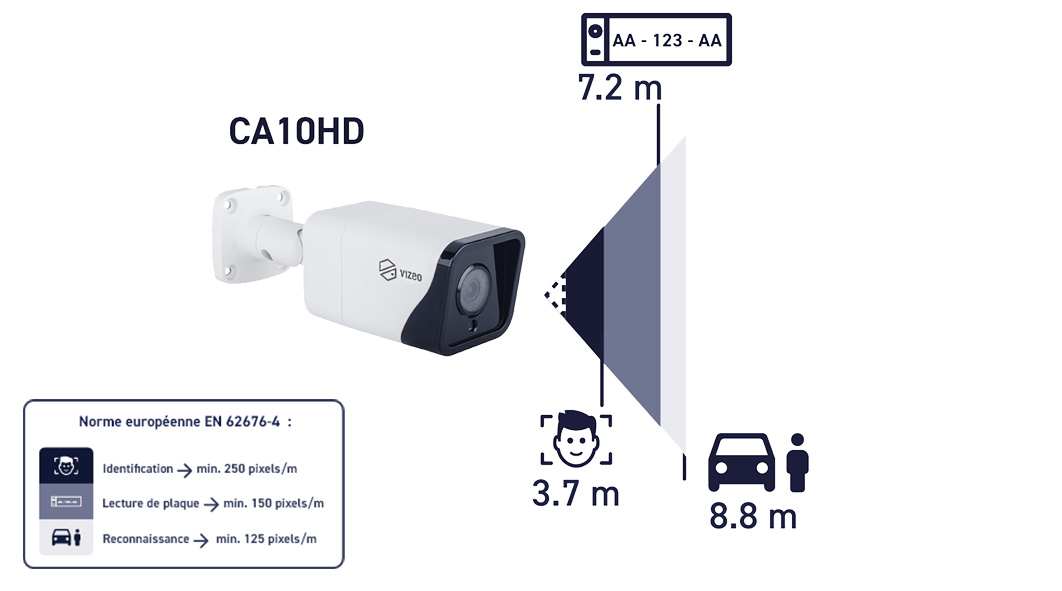 AA - 123 - AA
7.2 m
CA10HD
vizeo
3.7 m
8.8 m
Norme européenne EN 62676-4 :
Identification → min. 250 pixels/m
Lecture de plaque → min. 150 pixels/m
Reconnaissance → min. 125 pixels/m